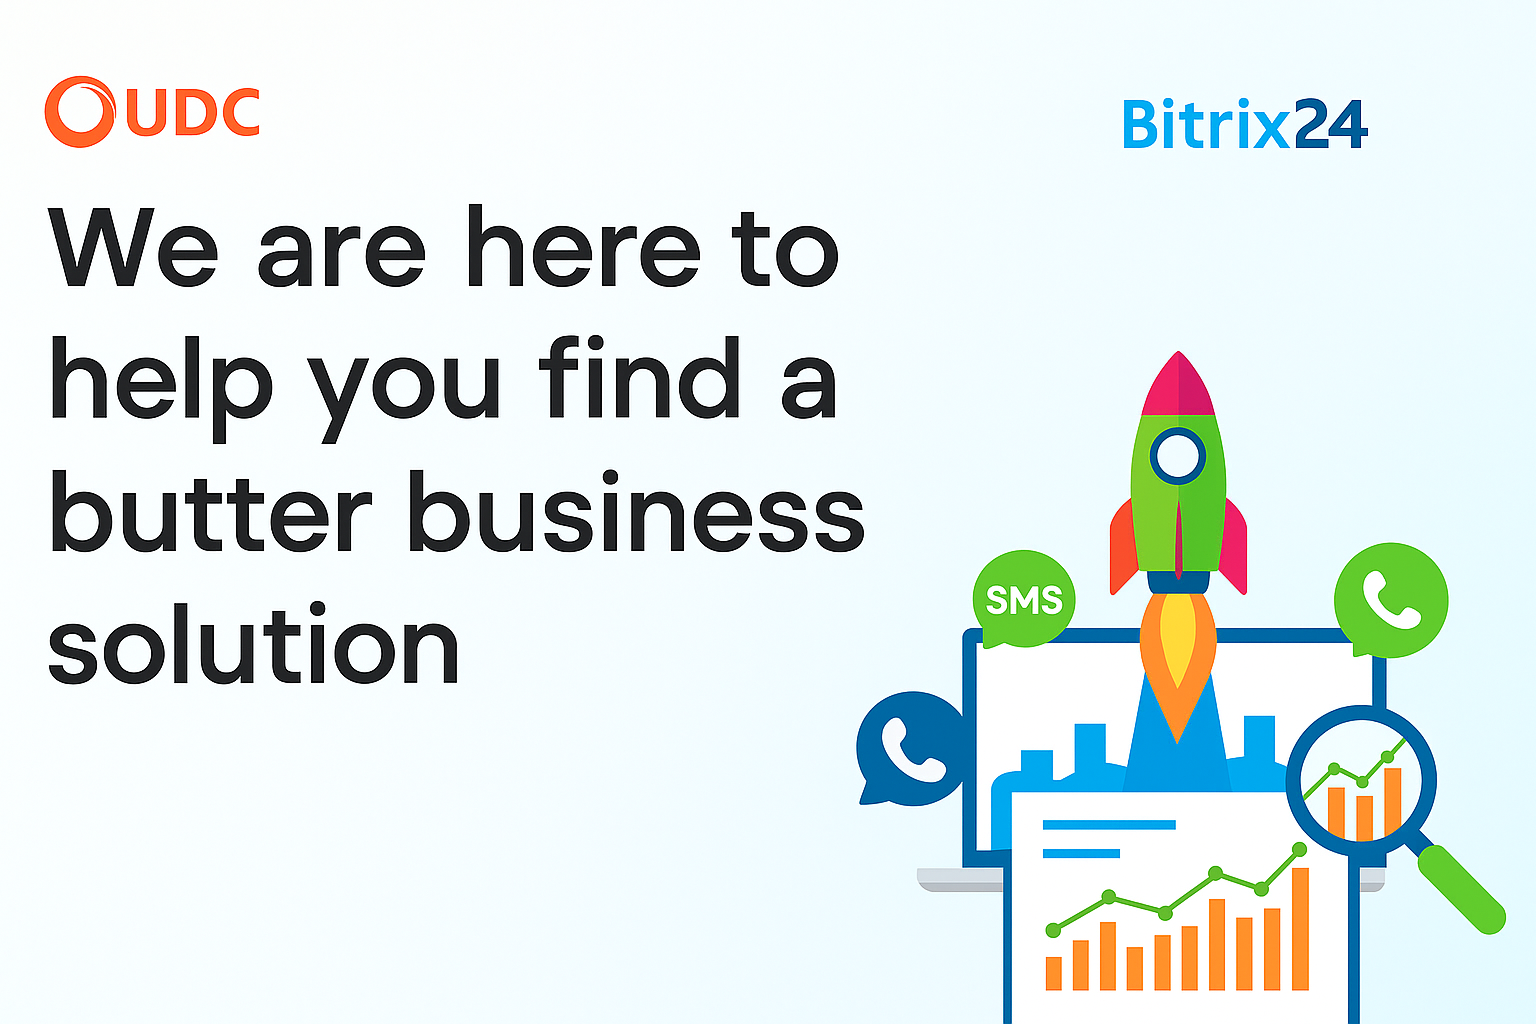 UDC
Bitrix24
We are here to
help you find a
butter business
solution
SMS